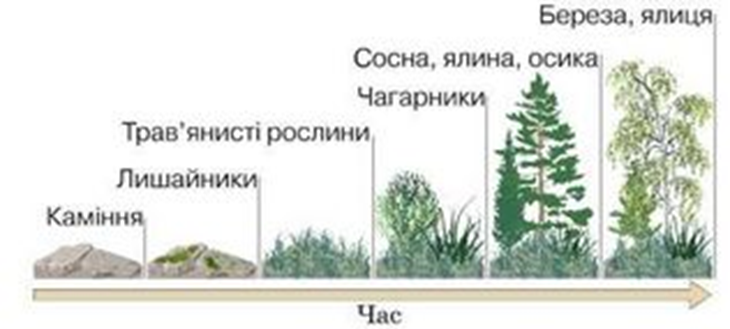 Береза, ялиця
Сосна, ялина, осика
Чагарники
Трав'янисті рослини
Лишайники
Каміння
Час